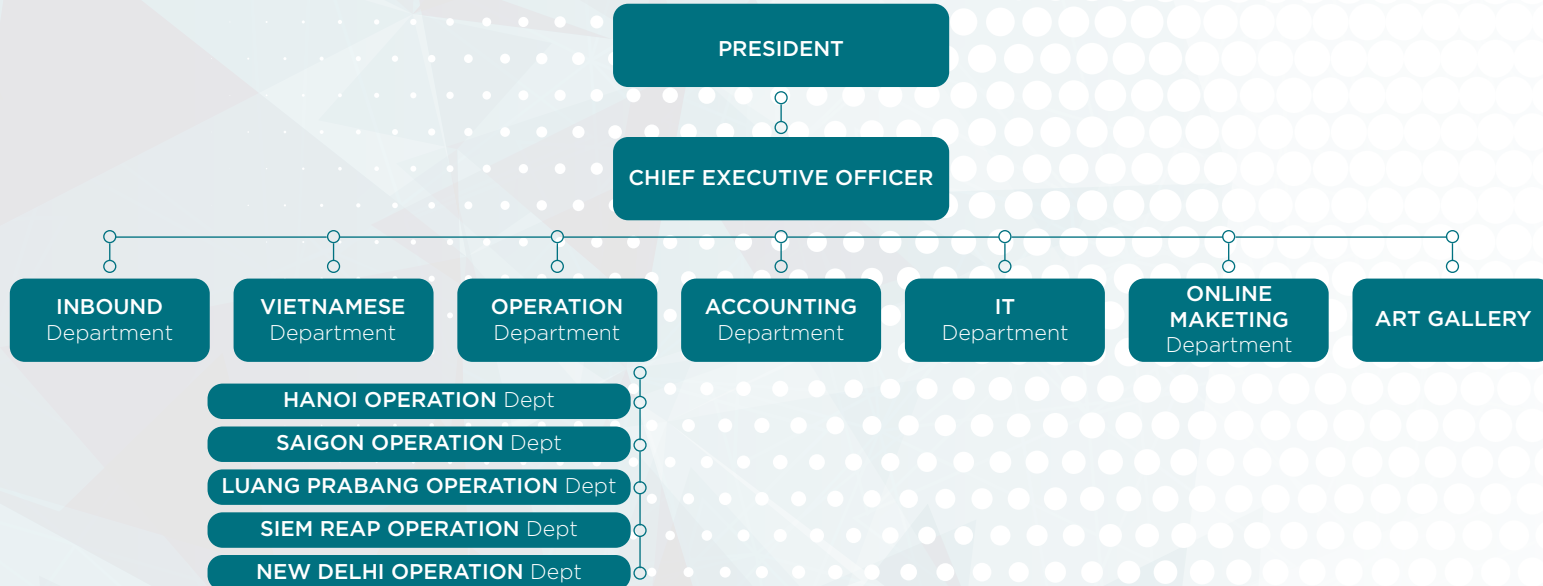 PRESIDENT
CHIEF EXECUTIVE OFFICER
INBOUND
Department
VIETNAMESE
Department
OPERATION
Department
ACCOUNTING
Department
IT
Department
ONLINE
MAKETING
Department
ART GALLERY
HANOI OPERATION Dept
SAIGON OPERATION Dept
LUANG PRABANG OPERATION Dept
SIEM REAP OPERATION Dept
NEW DELHI OPERATION Dept